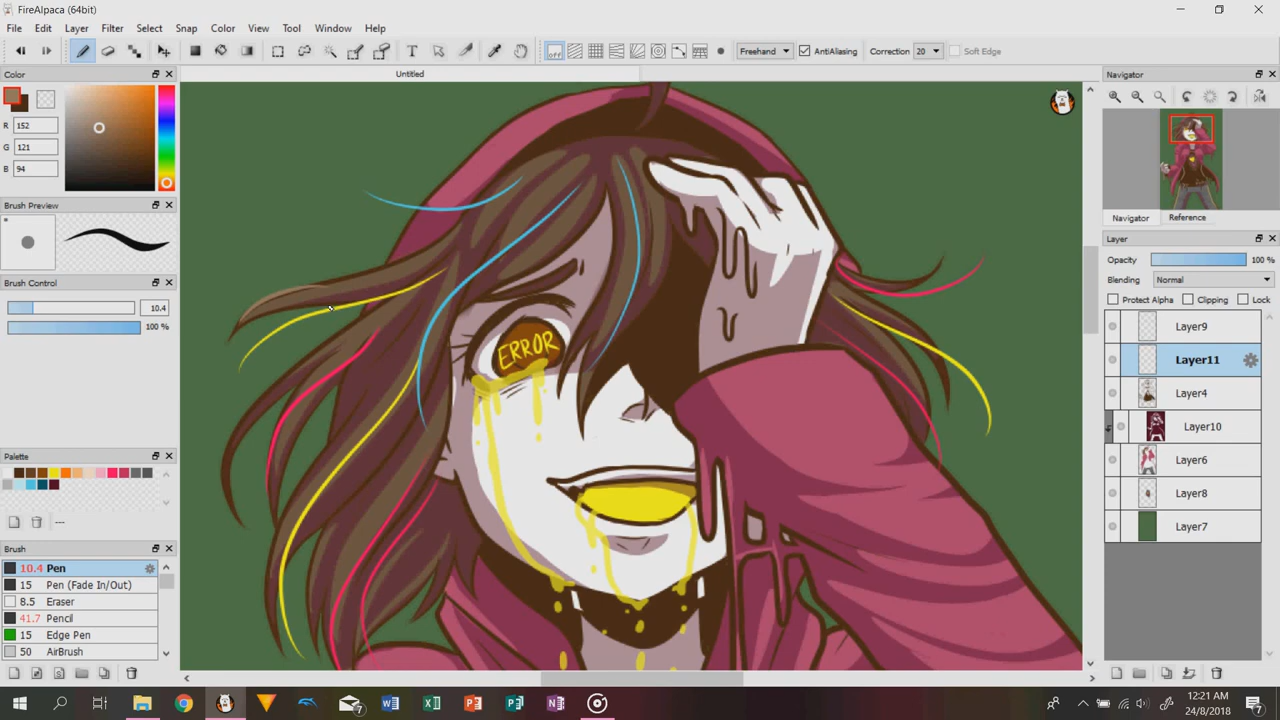 FireAlpaca (64bit)
File Edit Layer Filter Select Snap Color View Tool Window Help
off Freehand AntiAliasing Correction 20 Soft Edge
Color
Untitled
Navigator
R 152
G 121
B 94
Brush Preview
Navigator Reference
Layer
Opacity 100 %
Blending Normal
Protect Alpha Clipping Lock
Brush Control
10.4
100 %
Layer9
Layer11
Layer4
Layer10
Layer6
Layer8
Layer7
ERROR
Palette
---
Brush
10.4 Pen
15 Pen (Fade In/Out)
8.5 Eraser
41.7 Pencil
15 Edge Pen
50 AirBrush
7
12:21 AM
24/8/2018
7